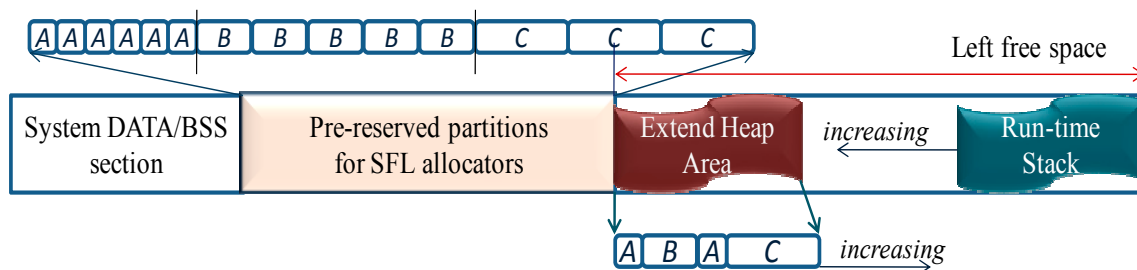 A A A A A A B B B B B C C C
Left free space
System DATA/BSS
section
Pre-reserved partitions
for SFL allocators
Extend Heap
Area
increasing
Run-time
Stack
A B A C
increasing